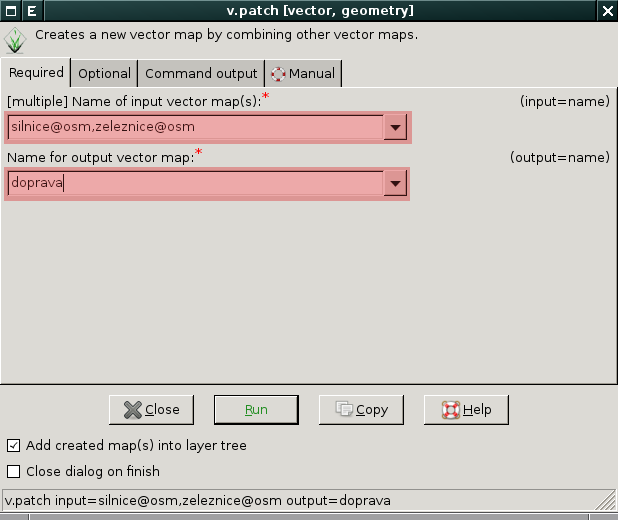 E v.patch [vector, geometry]
Creates a new vector map by combining other vector maps.
Required Optional Command output Manual
[multiple] Name of input vector map(s):* (input=name)
silnice@osm,zeleznice@osm
Name for output vector map:* (output=name)
doprava
Close Run Copy Help
Add created map(s) into layer tree
Close dialog on finish
v.patch input=silnice@osm,zeleznice@osm output=doprava